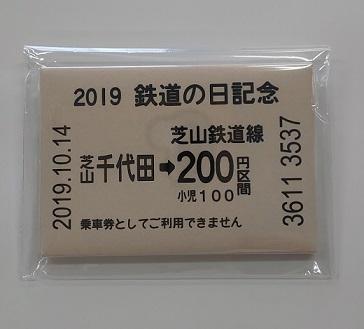 2019 鉄道の日記念
芝山鉄道線
芝山千代田➡200円区間
小児100
乗車券としてご利用できません
2019.10.14
3611 3537